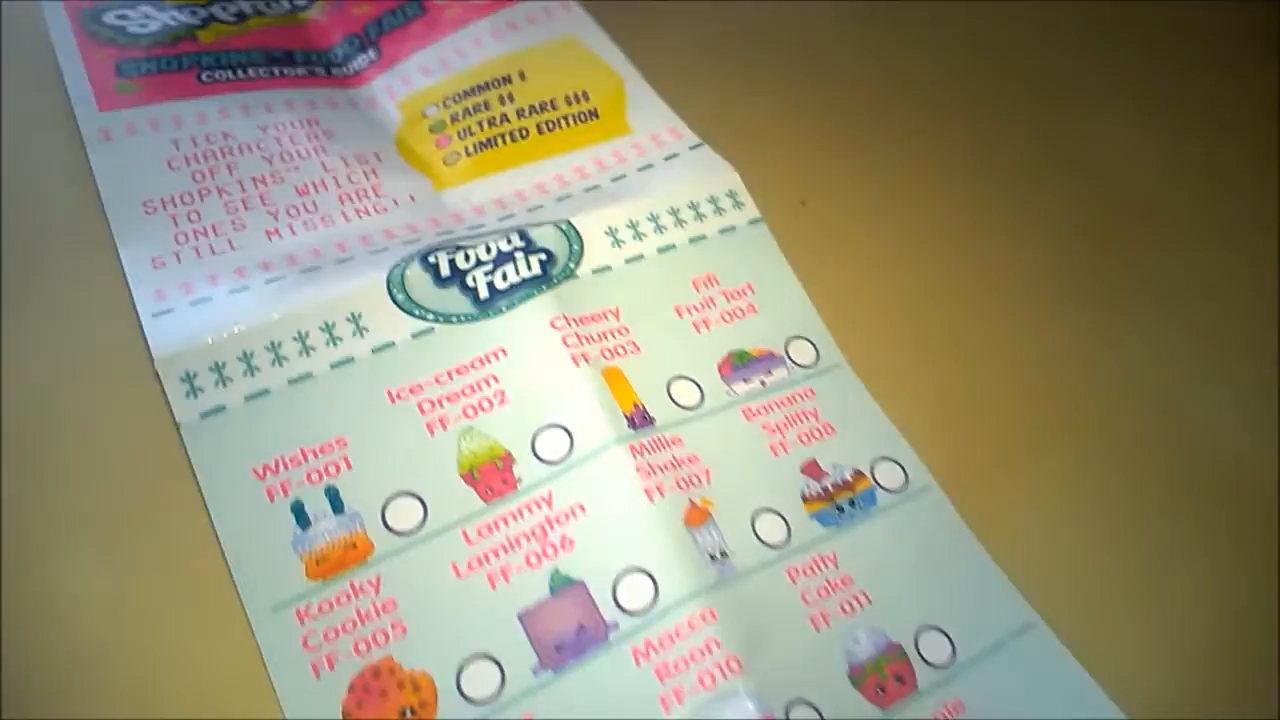 Shopkins
SHOPKINS™ FOOD FAIR
COLLECTOR'S GUIDE
COMMON
RARE
ULTRA RARE
LIMITED EDITION
TICK YOUR
CHARACTERS
OFF YOUR
SHOPKINS™ LIST
TO SEE WHICH
ONES YOU ARE
STILL MISSING!!
Food
Fair
Wishes
FF-001
Ice-cream
Dream
FF-002
Cheery
Churro
FF-003
Fifi
Fruit Tart
FF-004
Kooky
Cookie
FF-005
Lammy
Lamington
FF-006
Millie
Shake
FF-007
Banana
Splitty
FF-008
Macca
Roon
FF-010
Patty
Cake
FF-011